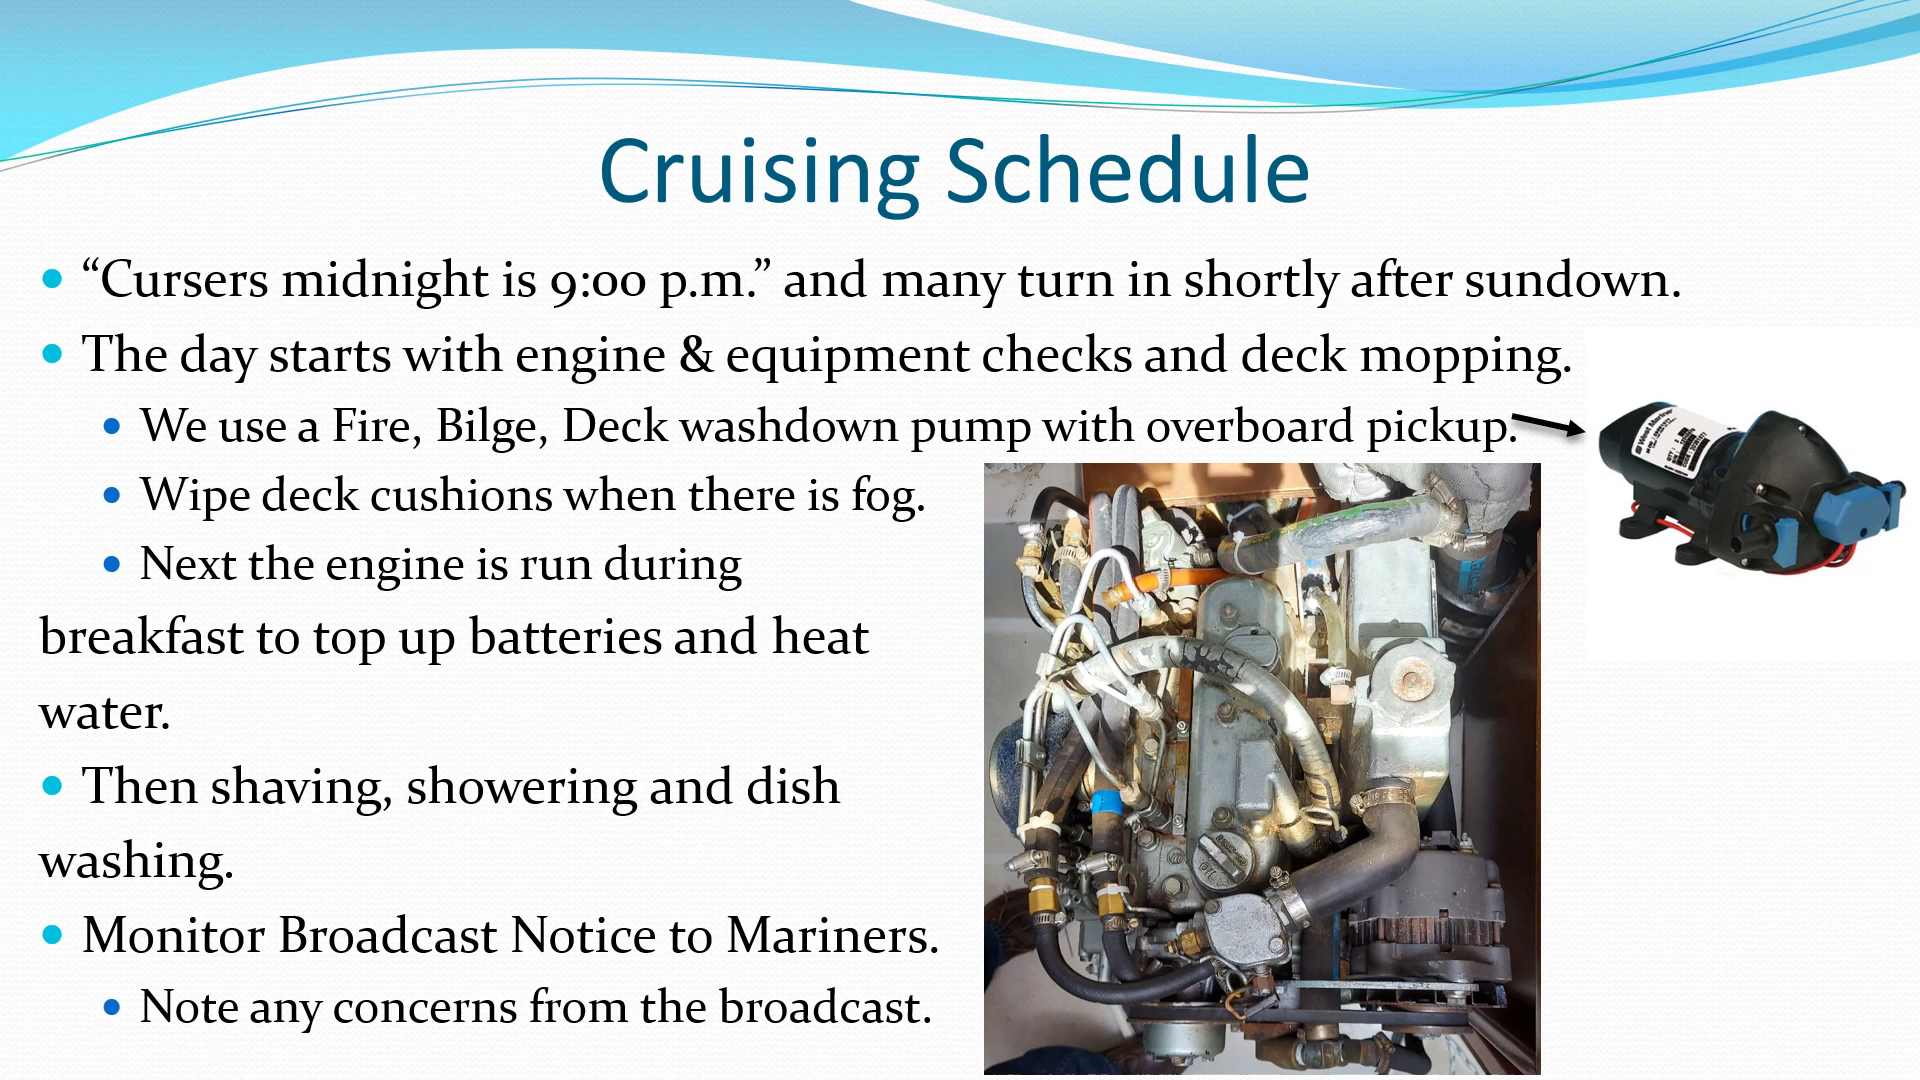 Cruising Schedule
“Cursers midnight is 9:00 p.m.” and many turn in shortly after sundown.
The day starts with engine & equipment checks and deck mopping.
We use a Fire, Bilge, Deck washdown pump with overboard pickup.
West Marine
Wipe deck cushions when there is fog.
Next the engine is run during
breakfast to top up batteries and heat
water.
Then shaving, showering and dish
washing.
OIL
Monitor Broadcast Notice to Mariners.
Note any concerns from the broadcast.